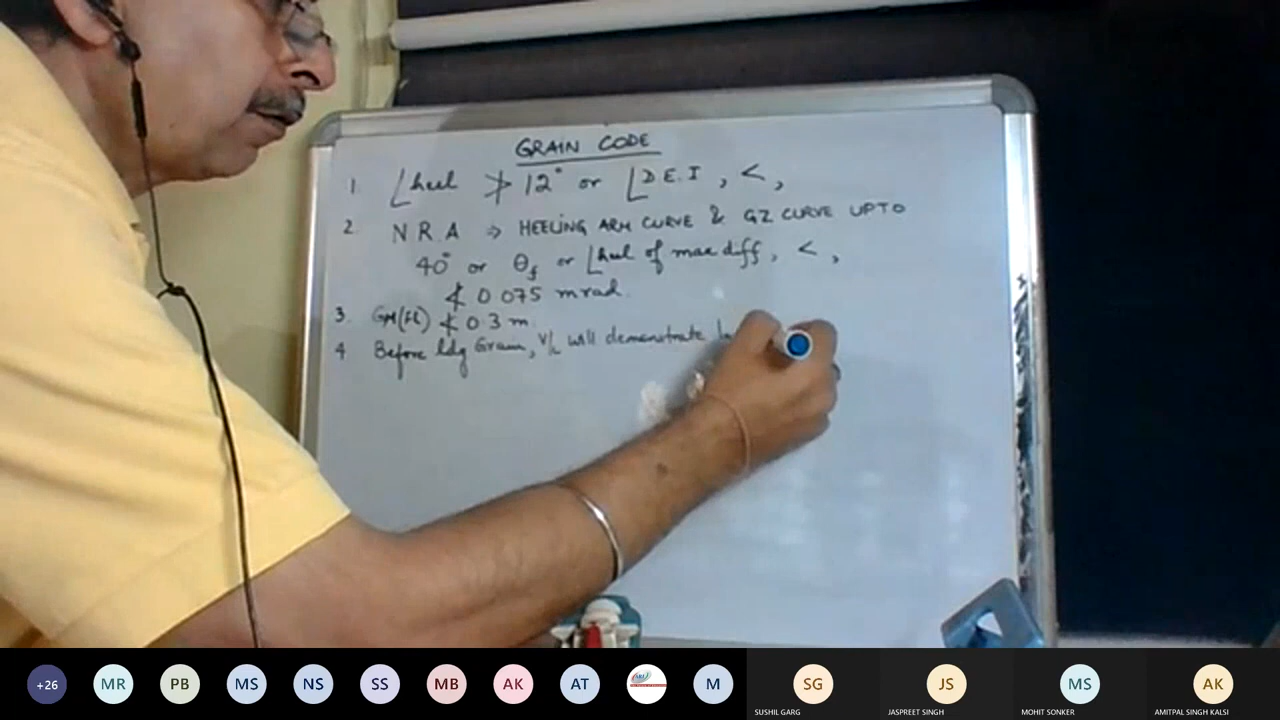 GRAIN CODE
1. ∠heel ≯ 12° or ∠D.E.I, <,
2. N R A ⇒ HEELING ARM CURVE & GZ CURVE UPTO
40° or θf or ∠heel of max diff, <,
≮ 0.075 mrad.
3. GM(fl) ≮ 0.3 m.
4. Before ldg Grain, V/L will demonstrate
+26 MR PB MS NS SS MB AK AT M SG JS MS AK
SUSHIL GARG JASPREET SINGH MOHIT SONKER AMITPAL SINGH KALSI